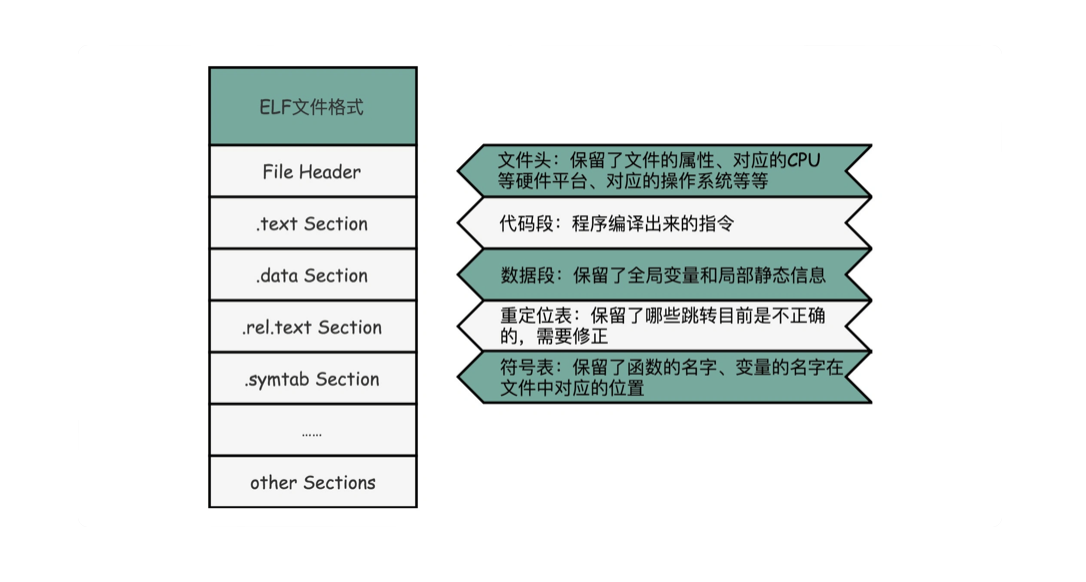 ELF文件格式
File Header
文件头：保留了文件的属性、对应的CPU
等硬件平台、对应的操作系统等等
.text Section
代码段：程序编译出来的指令
.data Section
数据段：保留了全局变量和局部静态信息
.rel.text Section
重定位表：保留了哪些跳转目前是不正确
的，需要修正
.symtab Section
符号表：保留了函数的名字、变量的名字在
文件中对应的位置
……
other Sections